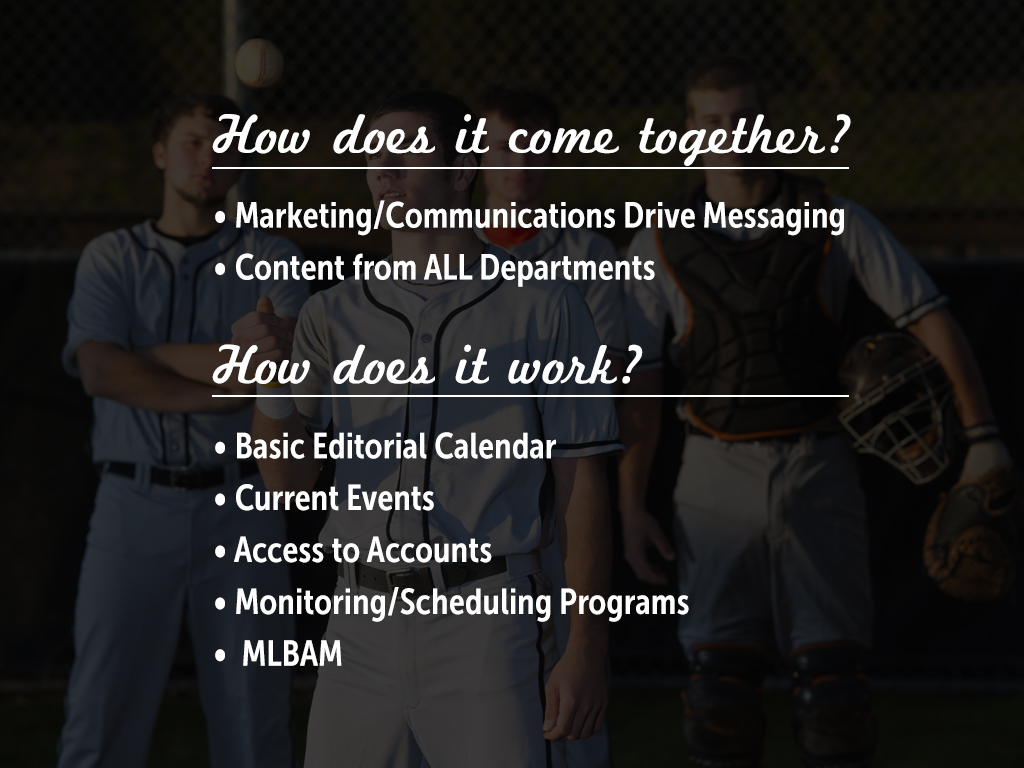 How does it come together?
• Marketing/Communications Drive Messaging
• Content from ALL Departments
How does it work?
• Basic Editorial Calendar
• Current Events
• Access to Accounts
• Monitoring/Scheduling Programs
• MLBAM